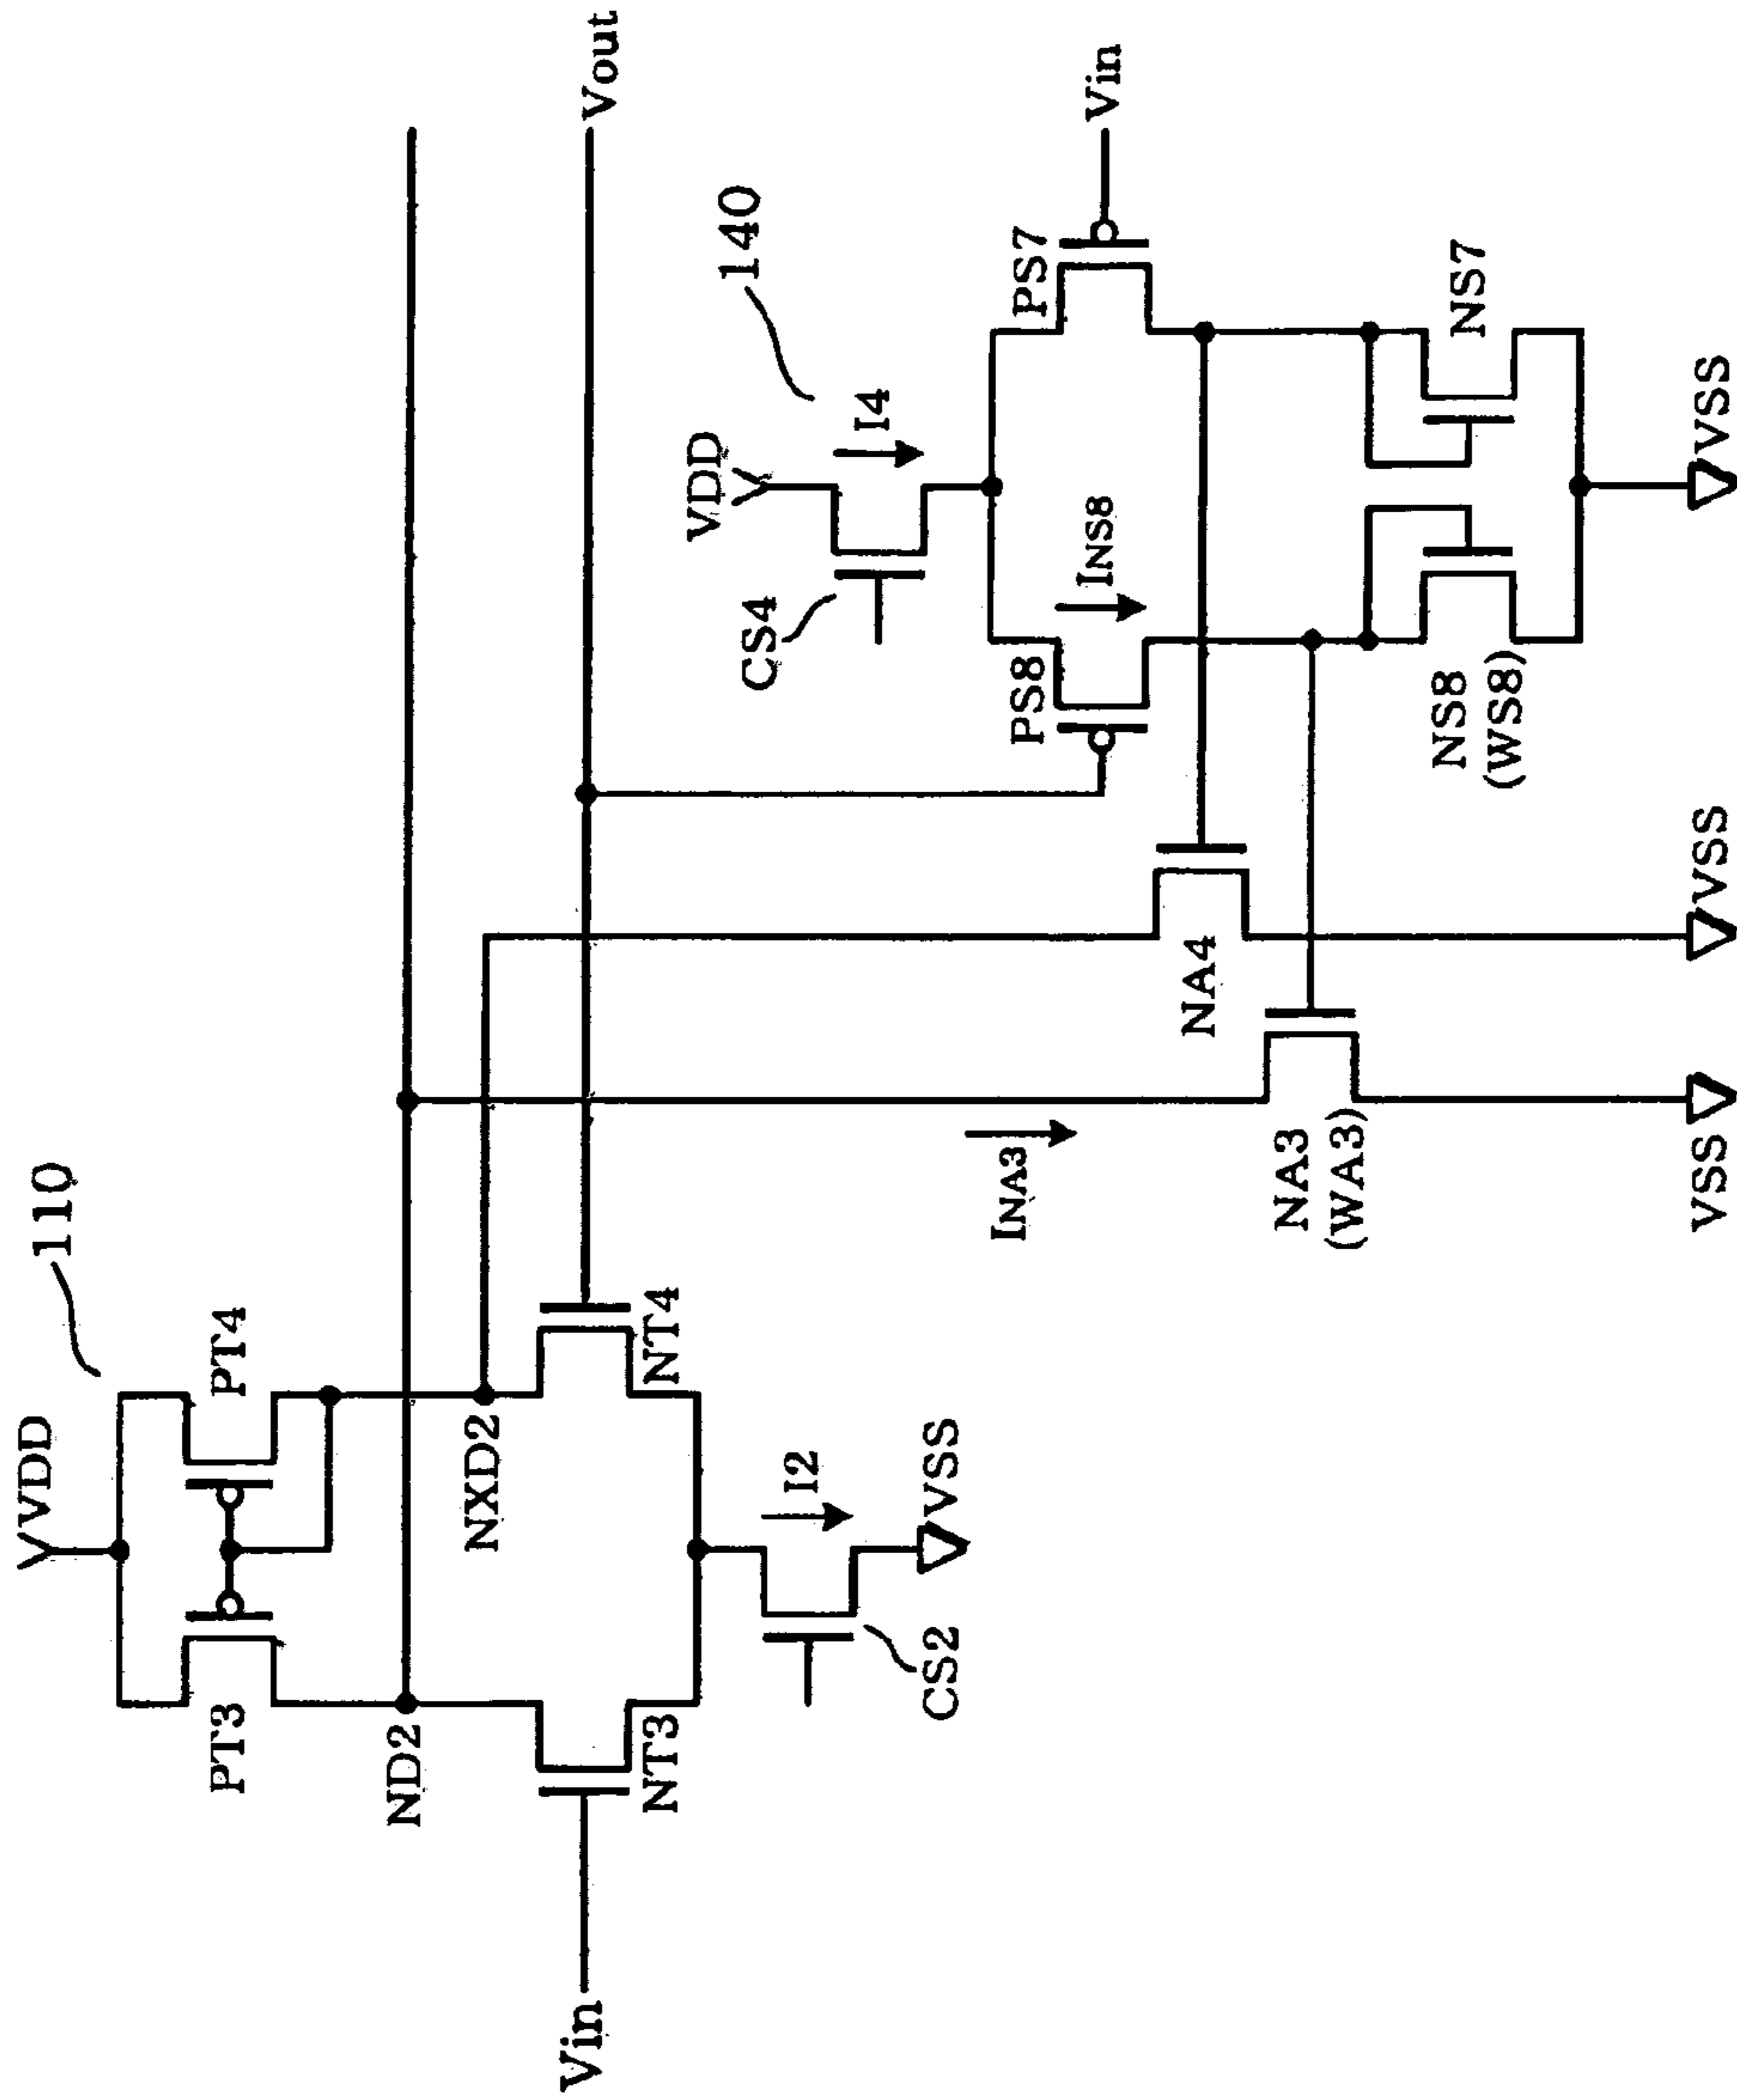 110
VDD
PT3
PT4
ND2
NXD2
Vin
NT3
NT4
I2
CS2
VSS
Vout
INA3
NA3
(WA3)
VSS
NA4
VSS
140
VDD
CS4
I4
PS8
INS8
PS7
Vin
NS8
(WS8)
NS7
VSS